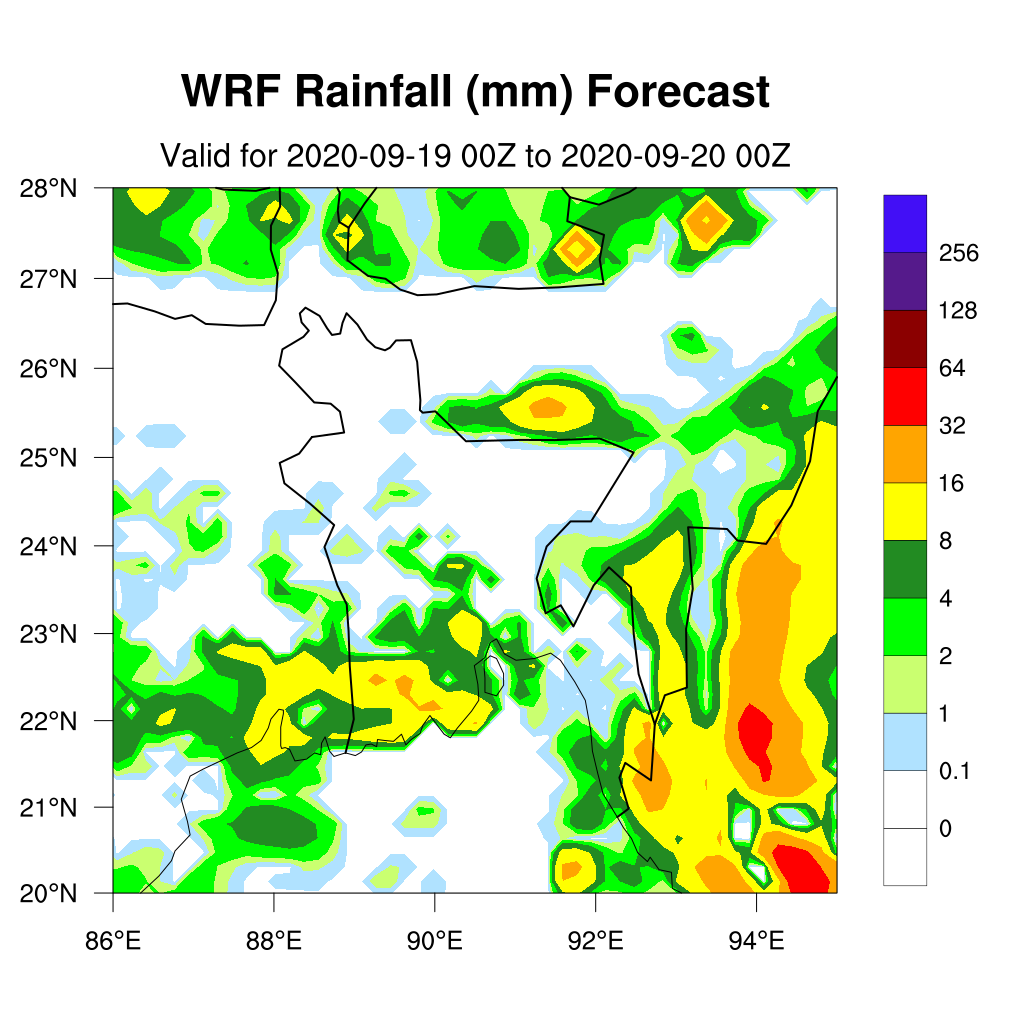 WRF Rainfall (mm) Forecast
Valid for 2020-09-19 00Z to 2020-09-20 00Z
28°N
27°N
26°N
25°N
24°N
23°N
22°N
21°N
20°N
86°E 88°E 90°E 92°E 94°E
256
128
64
32
16
8
4
2
1
0.1
0